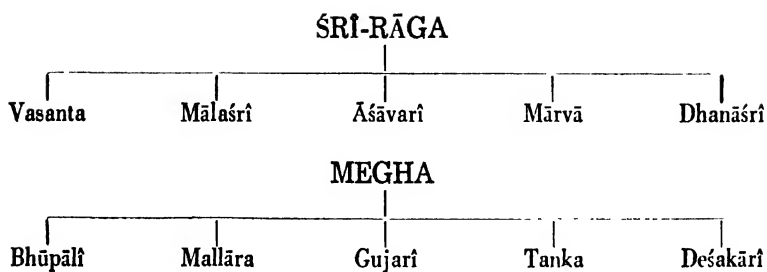 ŚRÎ-RĀGA
Vasanta Mālaśrî Āśāvarî Mārvā Dhanāśrî
MEGHA
Bhūpālî Mallāra Gujarî Tanka Deśakārî